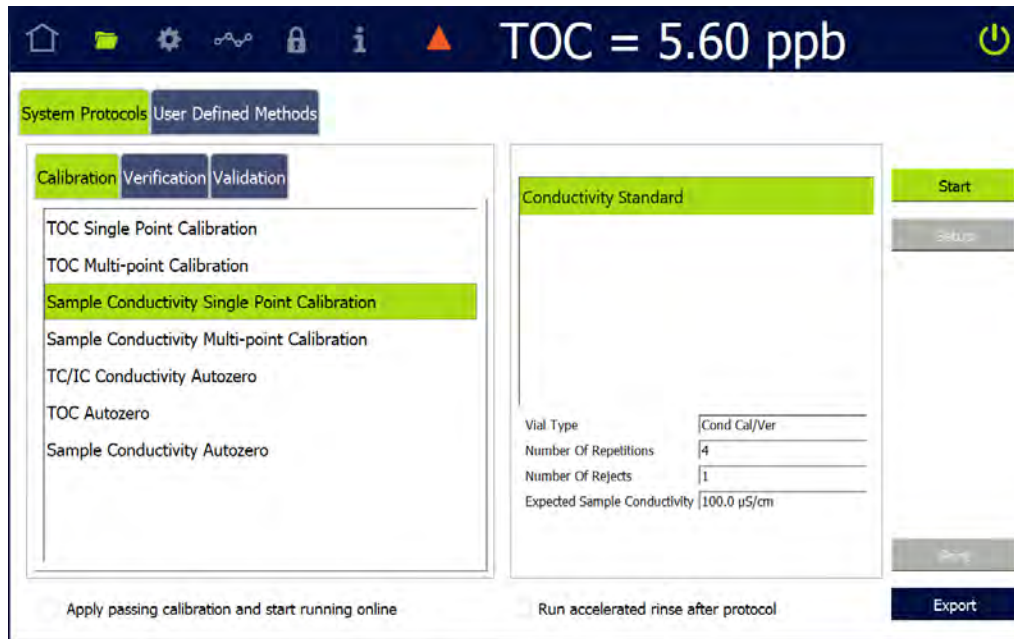 TOC = 5.60 ppb
System Protocols User Defined Methods
Calibration Verification Validation
TOC Single Point Calibration
TOC Multi-point Calibration
Sample Conductivity Single Point Calibration
Sample Conductivity Multi-point Calibration
TC/IC Conductivity Autozero
TOC Autozero
Sample Conductivity Autozero
Conductivity Standard
Vial Type Cond Cal/Ver
Number Of Repetitions 4
Number Of Rejects 1
Expected Sample Conductivity 100.0 µS/cm
Start
Export
Apply passing calibration and start running online
Run accelerated rinse after protocol